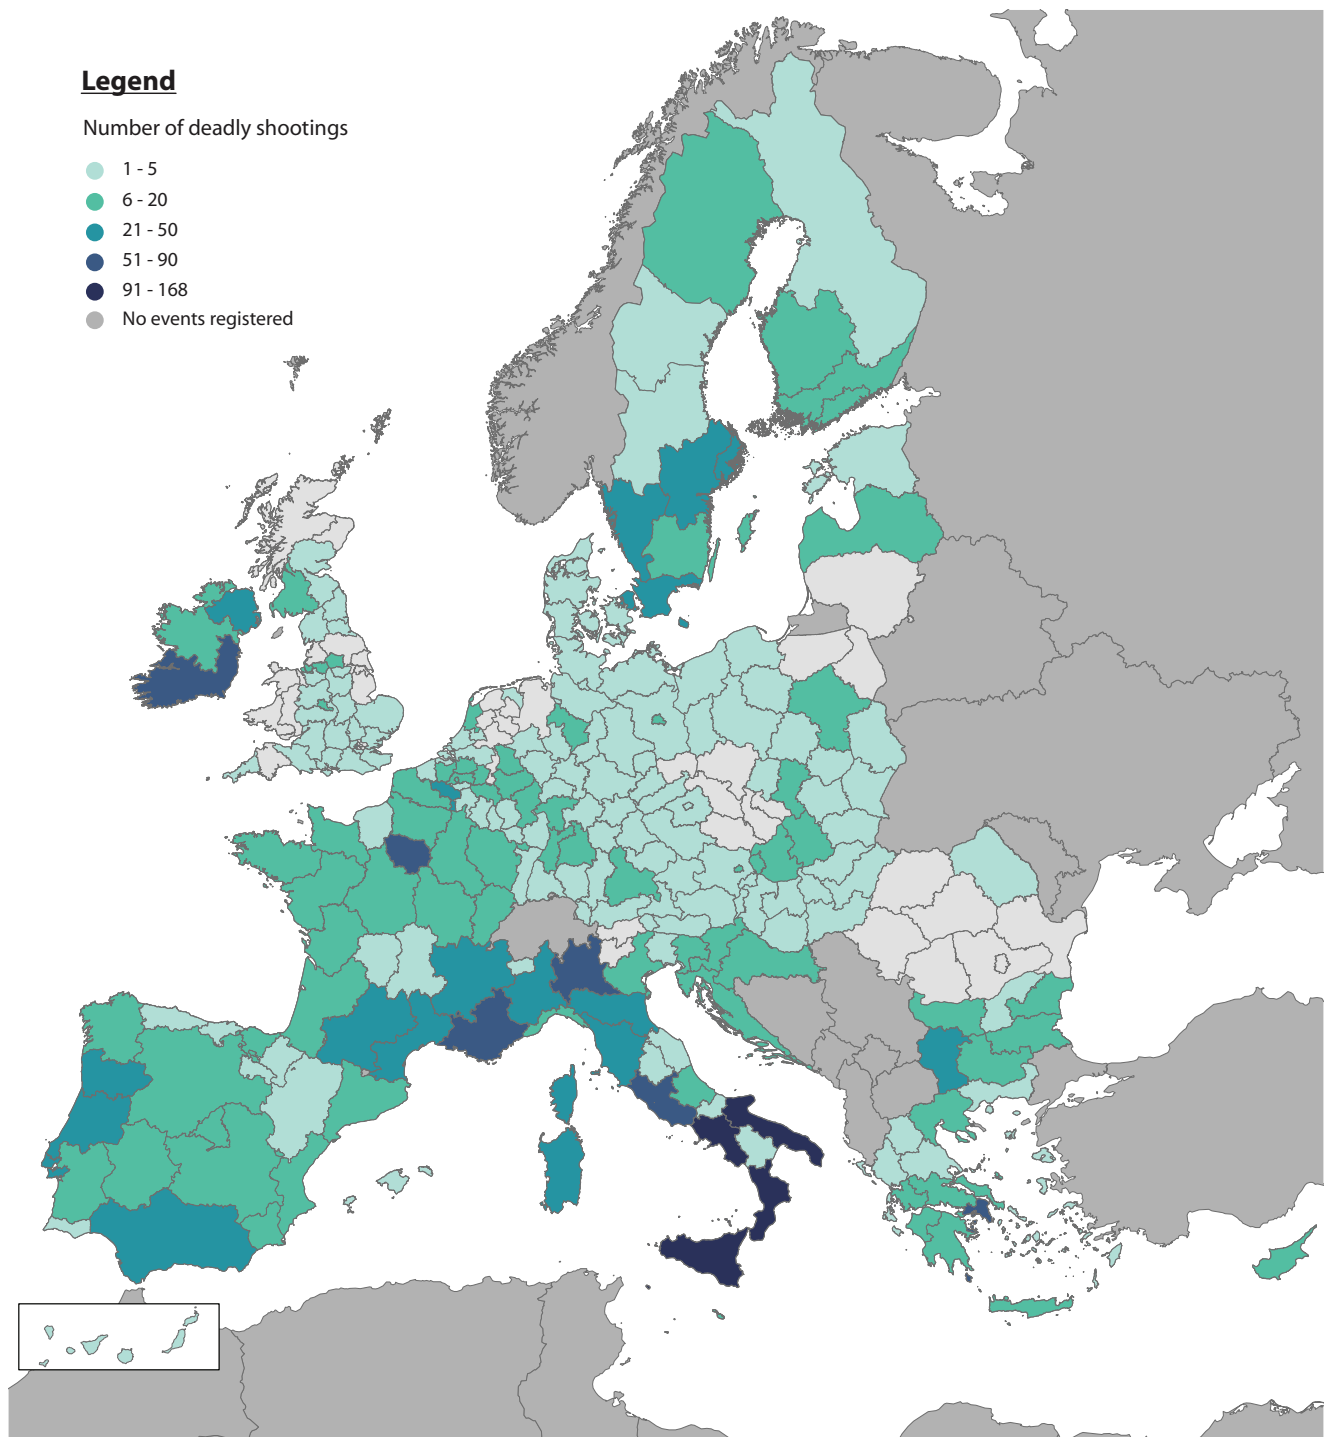 Legend
Number of deadly shootings
1 - 5
6 - 20
21 - 50
51 - 90
91 - 168
No events registered